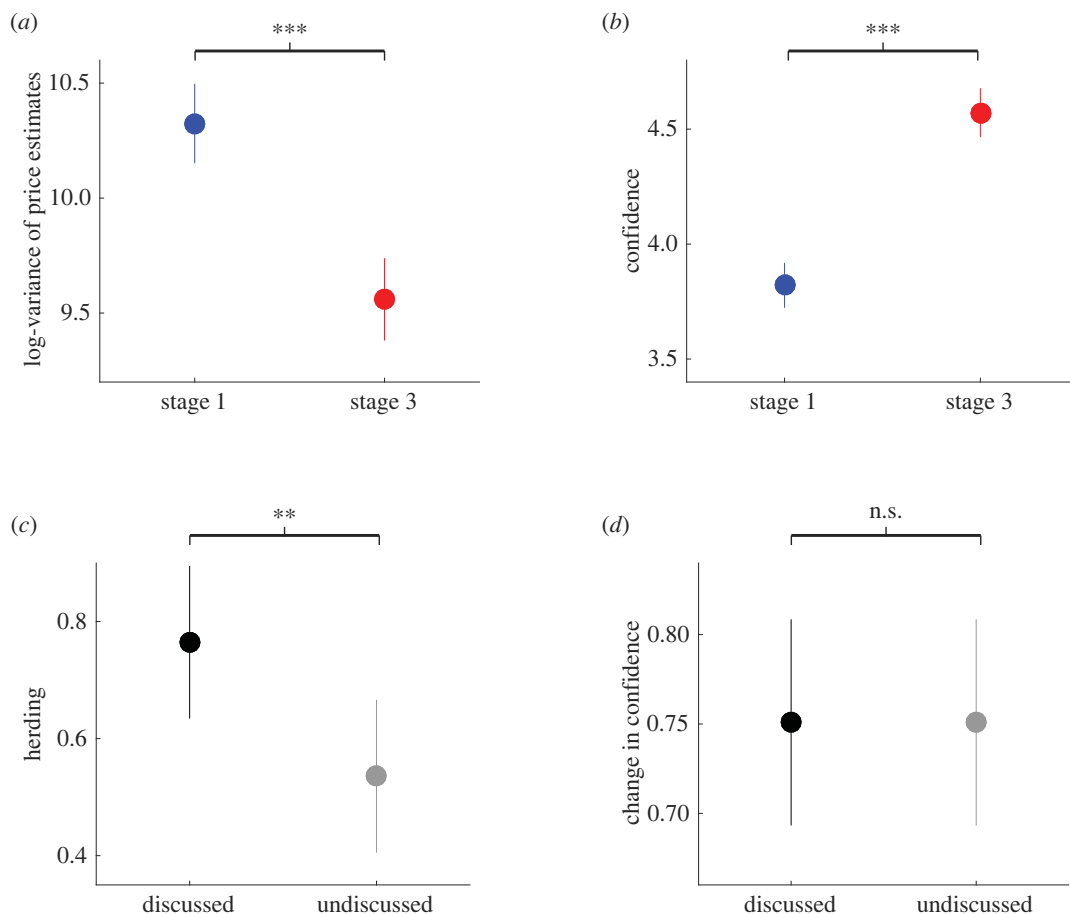 (a)
***
log-variance of price estimates
10.5
10.0
9.5
stage 1 stage 3
(b)
***
confidence
4.5
4.0
3.5
stage 1 stage 3
(c)
**
herding
0.8
0.6
0.4
discussed undiscussed
(d)
n.s.
change in confidence
0.80
0.75
0.70
discussed undiscussed